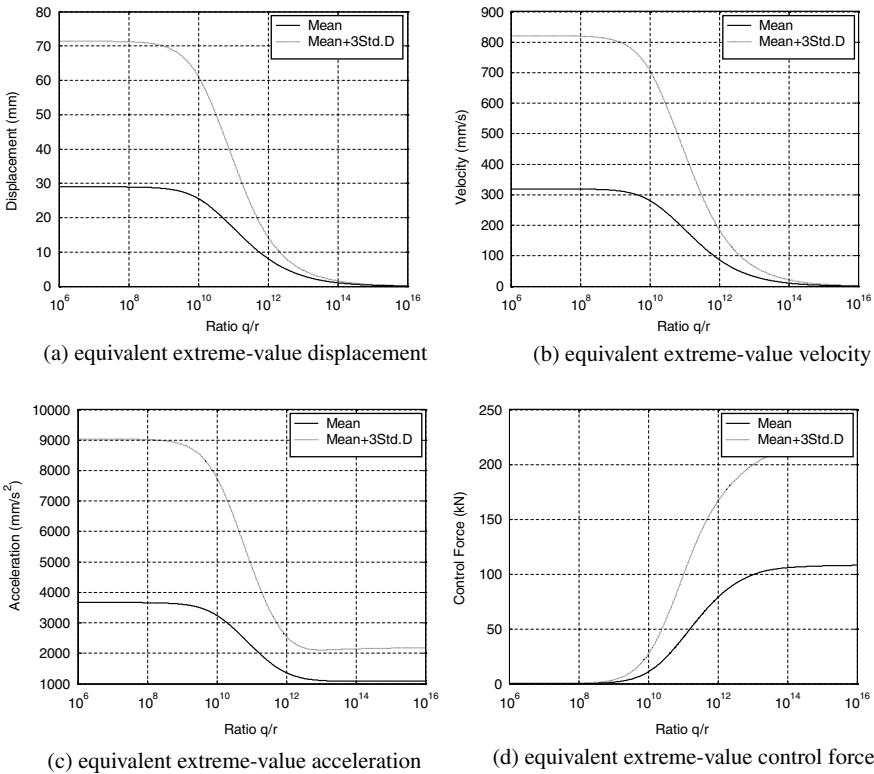 Mean
Mean+3Std.D
80
70
60
50
40
30
20
10
0
Displacement (mm)
10^6 10^8 10^10 10^12 10^14 10^16
Ratio q/r
(a) equivalent extreme-value displacement
Mean
Mean+3Std.D
900
800
700
600
500
400
300
200
100
0
Velocity (mm/s)
10^6 10^8 10^10 10^12 10^14 10^16
Ratio q/r
(b) equivalent extreme-value velocity
Mean
Mean+3Std.D
10000
9000
8000
7000
6000
5000
4000
3000
2000
1000
Acceleration (mm/s^2)
10^6 10^8 10^10 10^12 10^14 10^16
Ratio q/r
(c) equivalent extreme-value acceleration
Mean
Mean+3Std.D
250
200
150
100
50
0
Control Force (kN)
10^6 10^8 10^10 10^12 10^14 10^16
Ratio q/r
(d) equivalent extreme-value control force